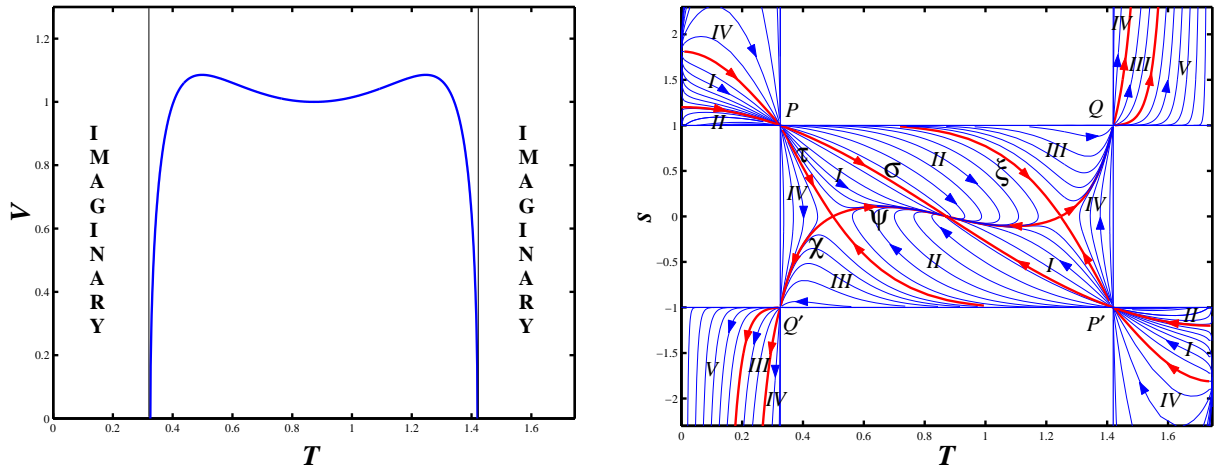 1.2
1
0.8
0.6
0.4
0.2
0
V
IMAGINARY
IMAGINARY
0 0.2 0.4 0.6 0.8 1 1.2 1.4 1.6
T
2
1.5
1
0.5
0
−0.5
−1
−1.5
−2
s
IV
I
II
P
Q
IV
III
V
τ
I
σ
II
ξ
III
IV
IV
ψ
χ
III
II
I
Q′
P′
V
III
IV
II
I
IV
0 0.2 0.4 0.6 0.8 1 1.2 1.4 1.6
T